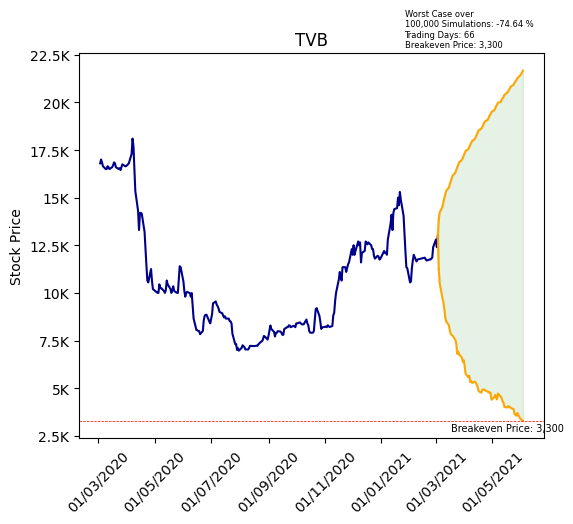 Worst Case over
100,000 Simulations: -74.64 %
Trading Days: 66
Breakeven Price: 3,300
TVB
22.5K
20K
17.5K
15K
12.5K
10K
7.5K
5K
2.5K
Stock Price
Breakeven Price: 3,300
01/03/2020
01/05/2020
01/07/2020
01/09/2020
01/11/2020
01/01/2021
01/03/2021
01/05/2021